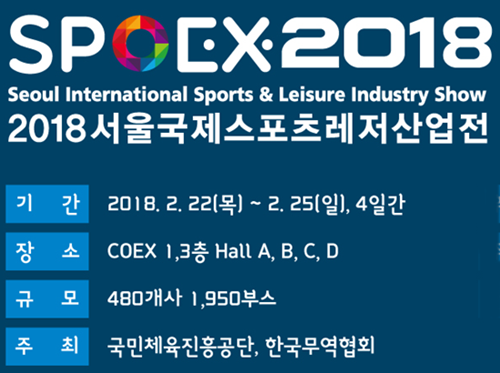 SPOEX2018
Seoul International Sports & Leisure Industry Show
2018서울국제스포츠레저산업전
기 간 2018. 2. 22(목) ~ 2. 25(일), 4일간
장 소 COEX 1,3층 Hall A, B, C, D
규 모 480개사 1,950부스
주 최 국민체육진흥공단, 한국무역협회